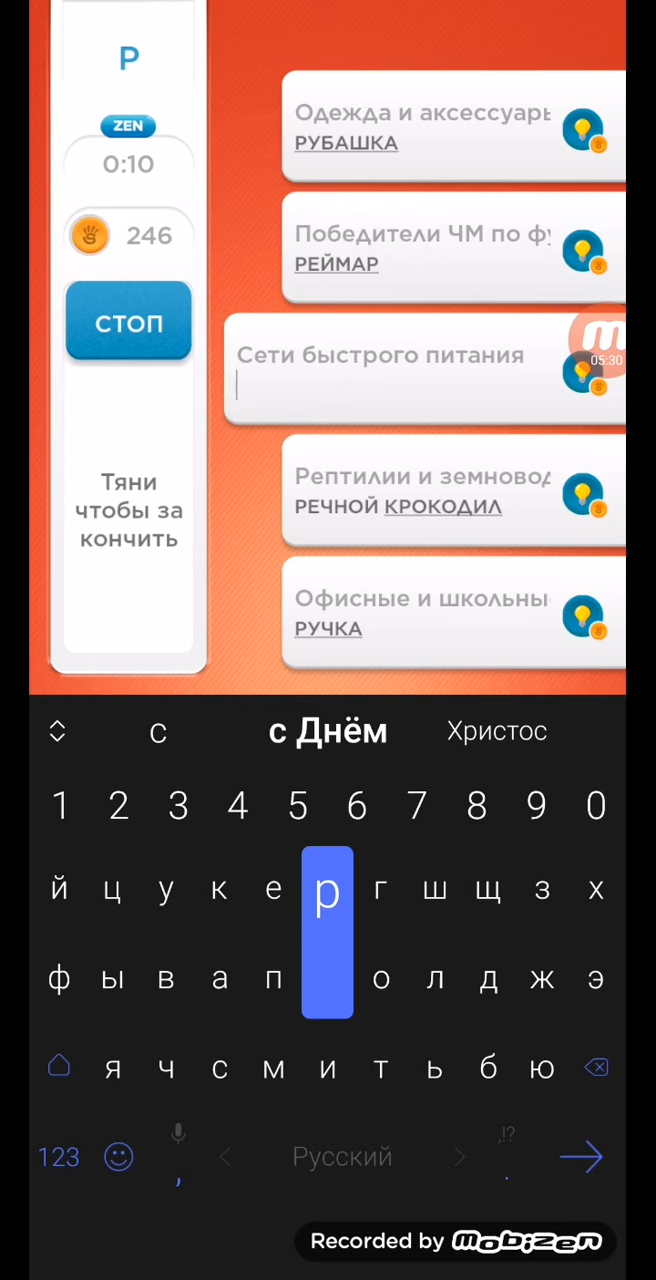 Р
ZEN
0:10
246
СТОП
Тяни
чтобы за
кончить
Одежда и аксессуары
РУБАШКА
Победители ЧМ по фу
РЕЙМАР
Сети быстрого питания
m
05:30
Рептилии и земновод
РЕЧНОЙ КРОКОДИЛ
Офисные и школьны
РУЧКА
с с Днём Христос
1 2 3 4 5 6 7 8 9 0
й ц у к е р г ш щ з х
ф ы в а п о л д ж э
я ч с м и т ь б ю
,!?
123 , < Русский > .
Recorded by mobizen